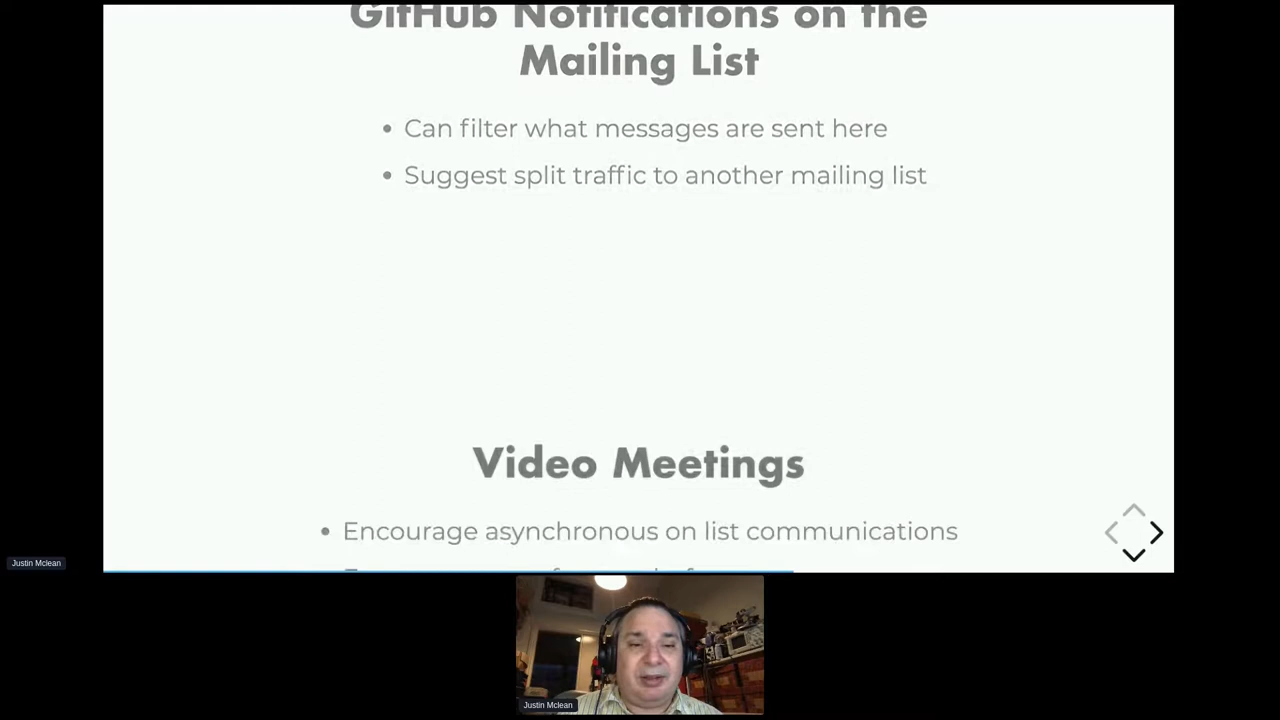 GitHub Notifications on the
Mailing List
• Can filter what messages are sent here
• Suggest split traffic to another mailing list
Video Meetings
• Encourage asynchronous on list communications
Justin Mclean
Justin Mclean